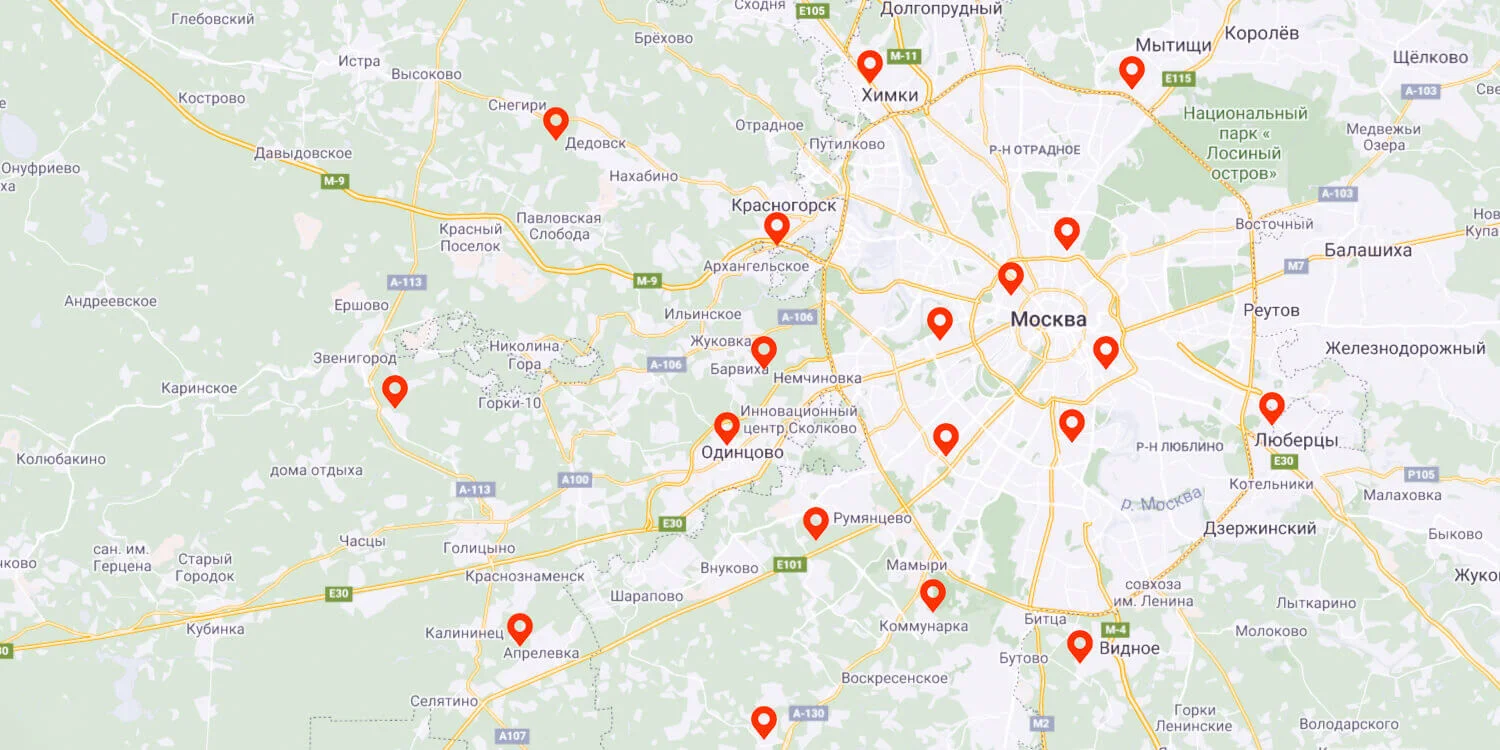 Сходня
E105
Долгопрудный
Глебовский
Брёхово
Мытищи
Королёв
Истра
Высоково
М-11
Химки
E115
Щёлково
А-103
Кострово
Снегири
Дедовск
Отрадное
Путилково
Р-Н ОТРАДНОЕ
Национальный
парк «
Лосиный
остров»
Медвежьи
Озера
Давыдовское
Онуфриево
М-9
Нахабино
А-103
Красногорск
Павловская
Слобода
Красный
Поселок
Восточный
Балашиха
Архангельское
М7
А-113
М-9
Андреевское
Ершово
Ильинское
А-106
Москва
Реутов
Николина
Гора
Жуковка
Железнодорожный
Звенигород
А-106
Барвиха
Немчиновка
Каринское
Горки-10
Инновационный
центр Сколково
Одинцово
Р-Н ЛЮБЛИНО
Люберцы
E30
Колюбакино
дома отдыха
А-113
А100
Р105
Котельники
Малаховка
р. Москва
E30
Румянцево
Дзержинский
Быково
Часцы
Голицыно
сан. им.
Герцена
Старый
Городок
Краснознаменск
Внуково
E101
Мамыри
совхоза
им. Ленина
E30
Шарапово
Лыткарино
Кубинка
Калининец
Апрелевка
Коммунарка
Битца
М-4
Молоково
Бутово
Видное
Воскресенское
Селятино
А107
А-130
М2
Горки
Ленинские
Володарского